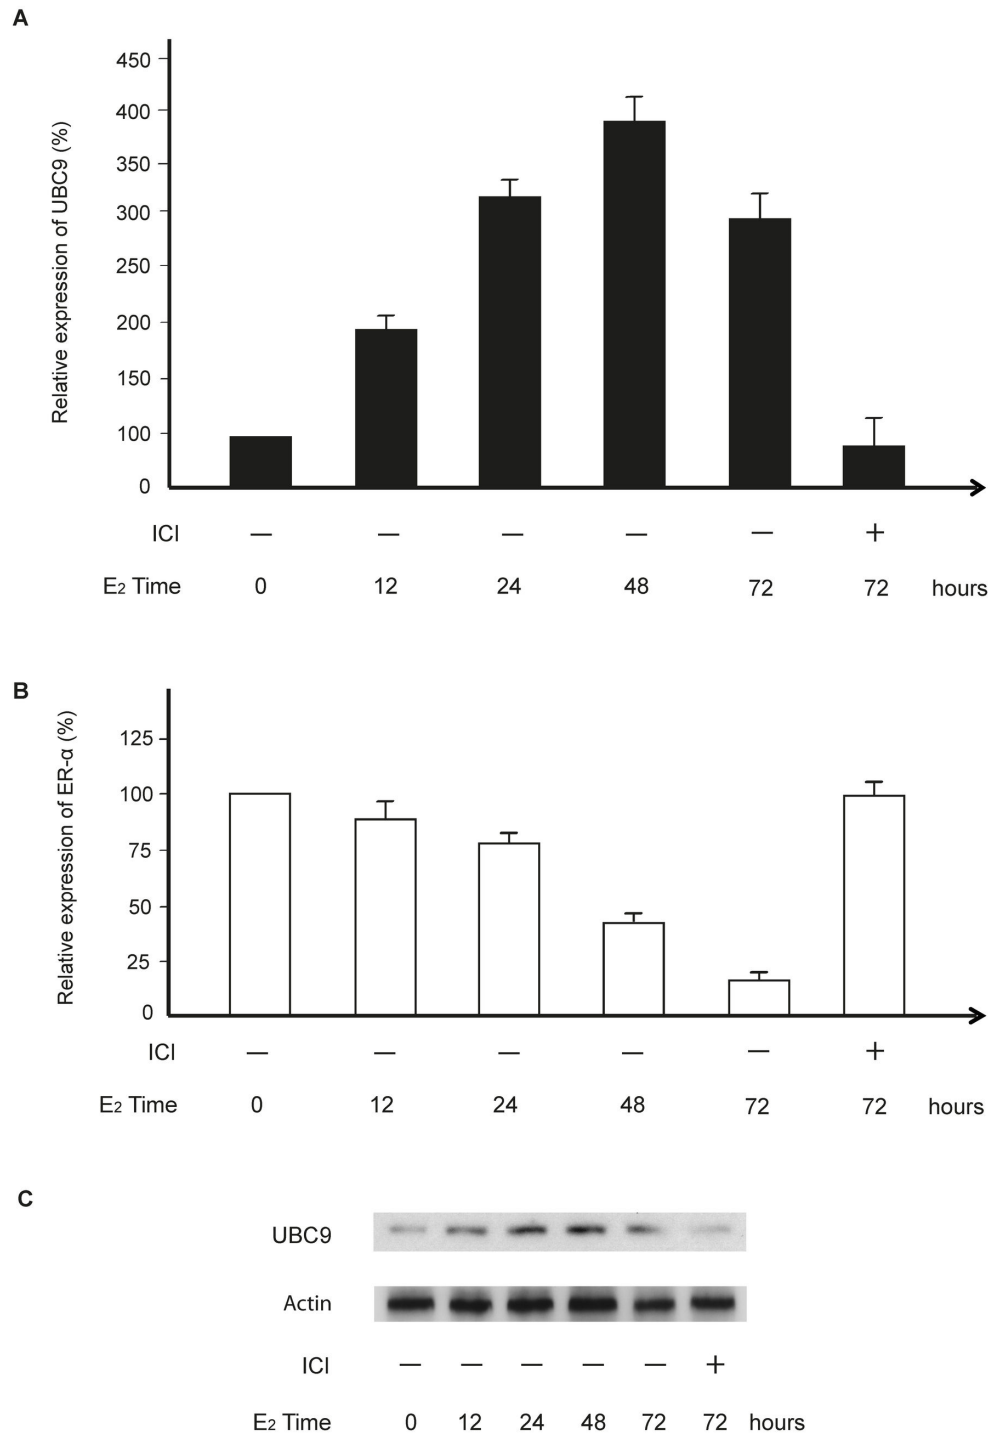 A
Relative expression of UBC9 (%)
450
400
350
300
250
200
150
100
0
ICI — — — — — +
E2 Time 0 12 24 48 72 72 hours
B
Relative expression of ER-α (%)
125
100
75
50
25
0
ICI — — — — — +
E2 Time 0 12 24 48 72 72 hours
C
UBC9
Actin
ICI — — — — — +
E2 Time 0 12 24 48 72 72 hours